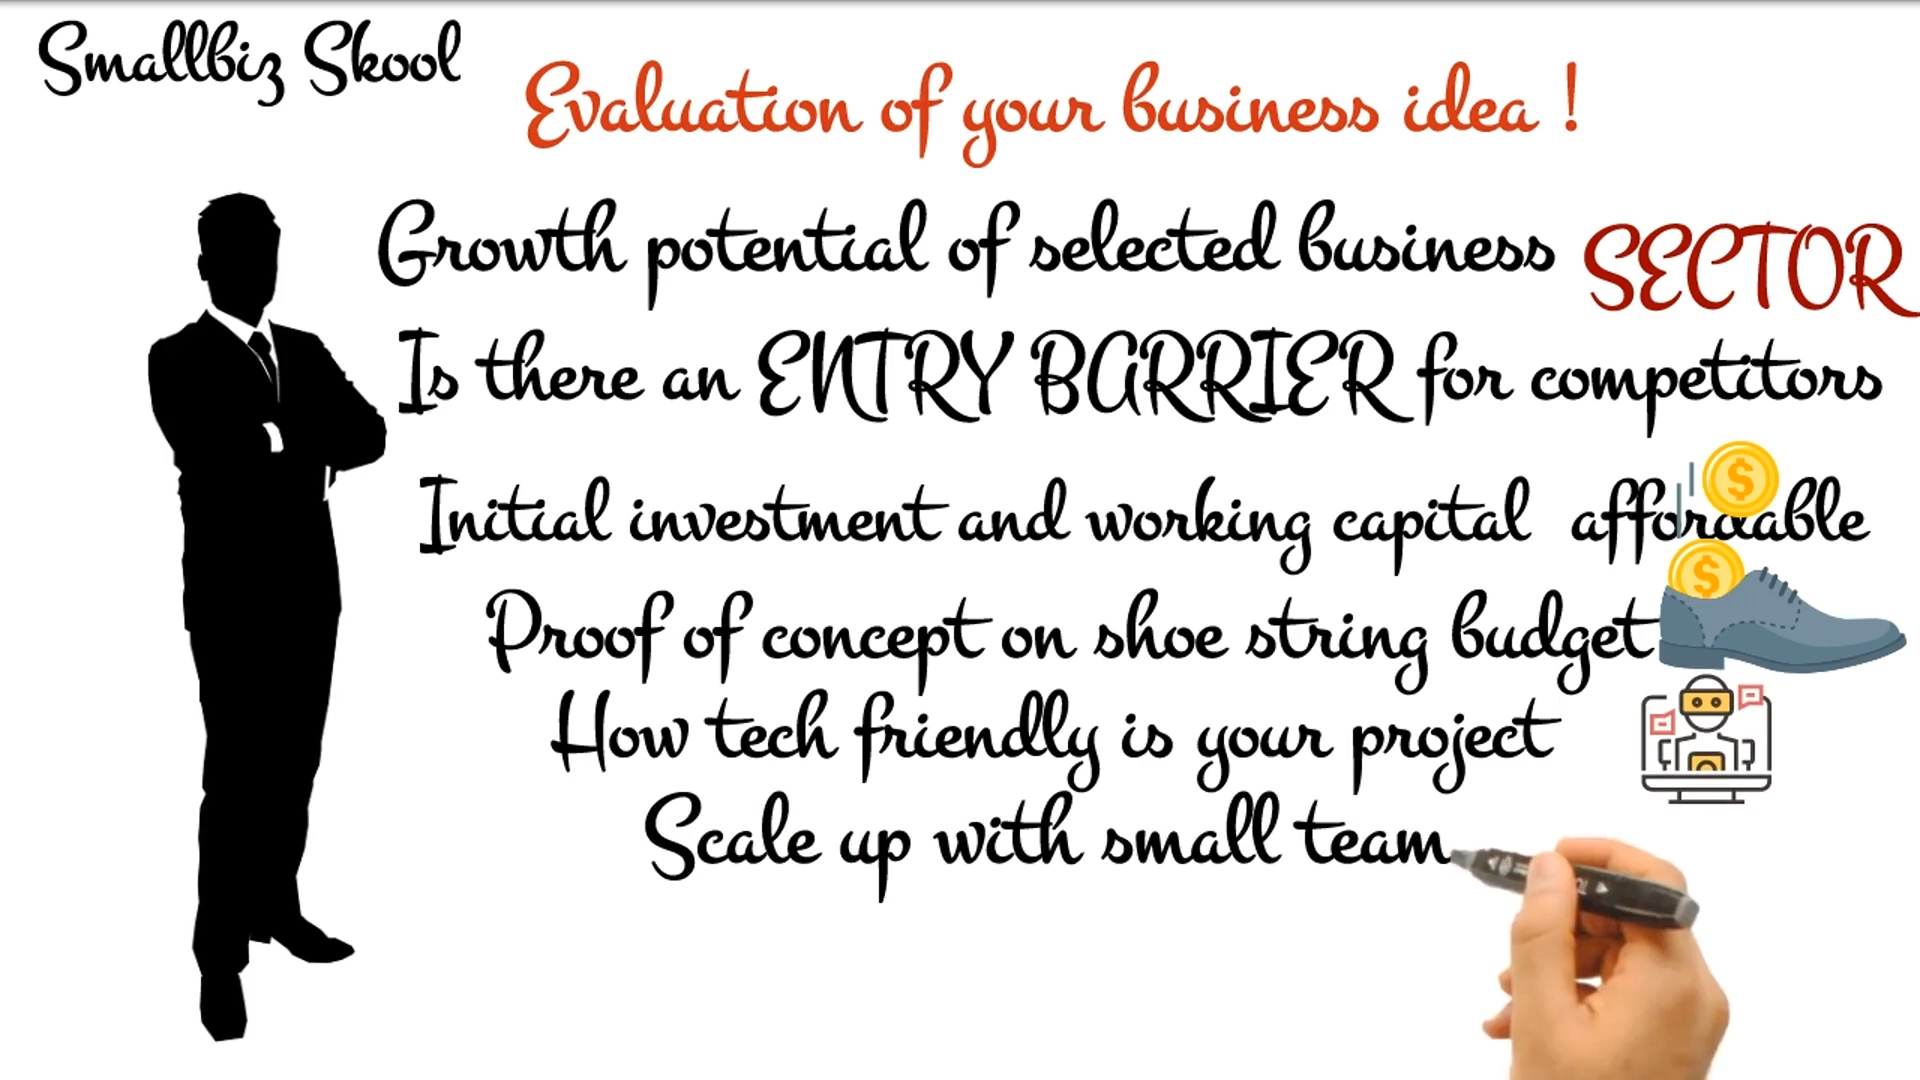 Smallbiz Skool
Evaluation of your business idea !
Growth potential of selected business SECTOR
Is there an ENTRY BARRIER for competitors
Initial investment and working capital affordable
Proof of concept on shoe string budget
How tech friendly is your project
Scale up with small team